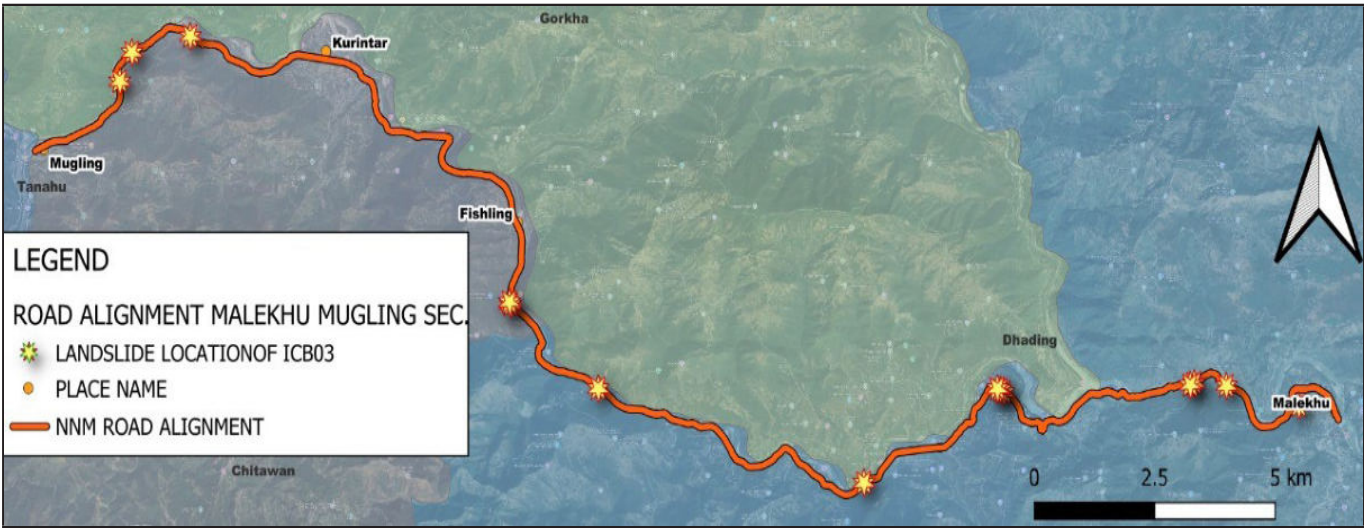 Gorkha
Kurintar
Mugling
Tanahu
Fishling
LEGEND
ROAD ALIGNMENT MALEKHU MUGLING SEC.
LANDSLIDE LOCATIONOF ICB03
PLACE NAME
NNM ROAD ALIGNMENT
Chitawan
Dhading
Malekhu
0 2.5 5 km